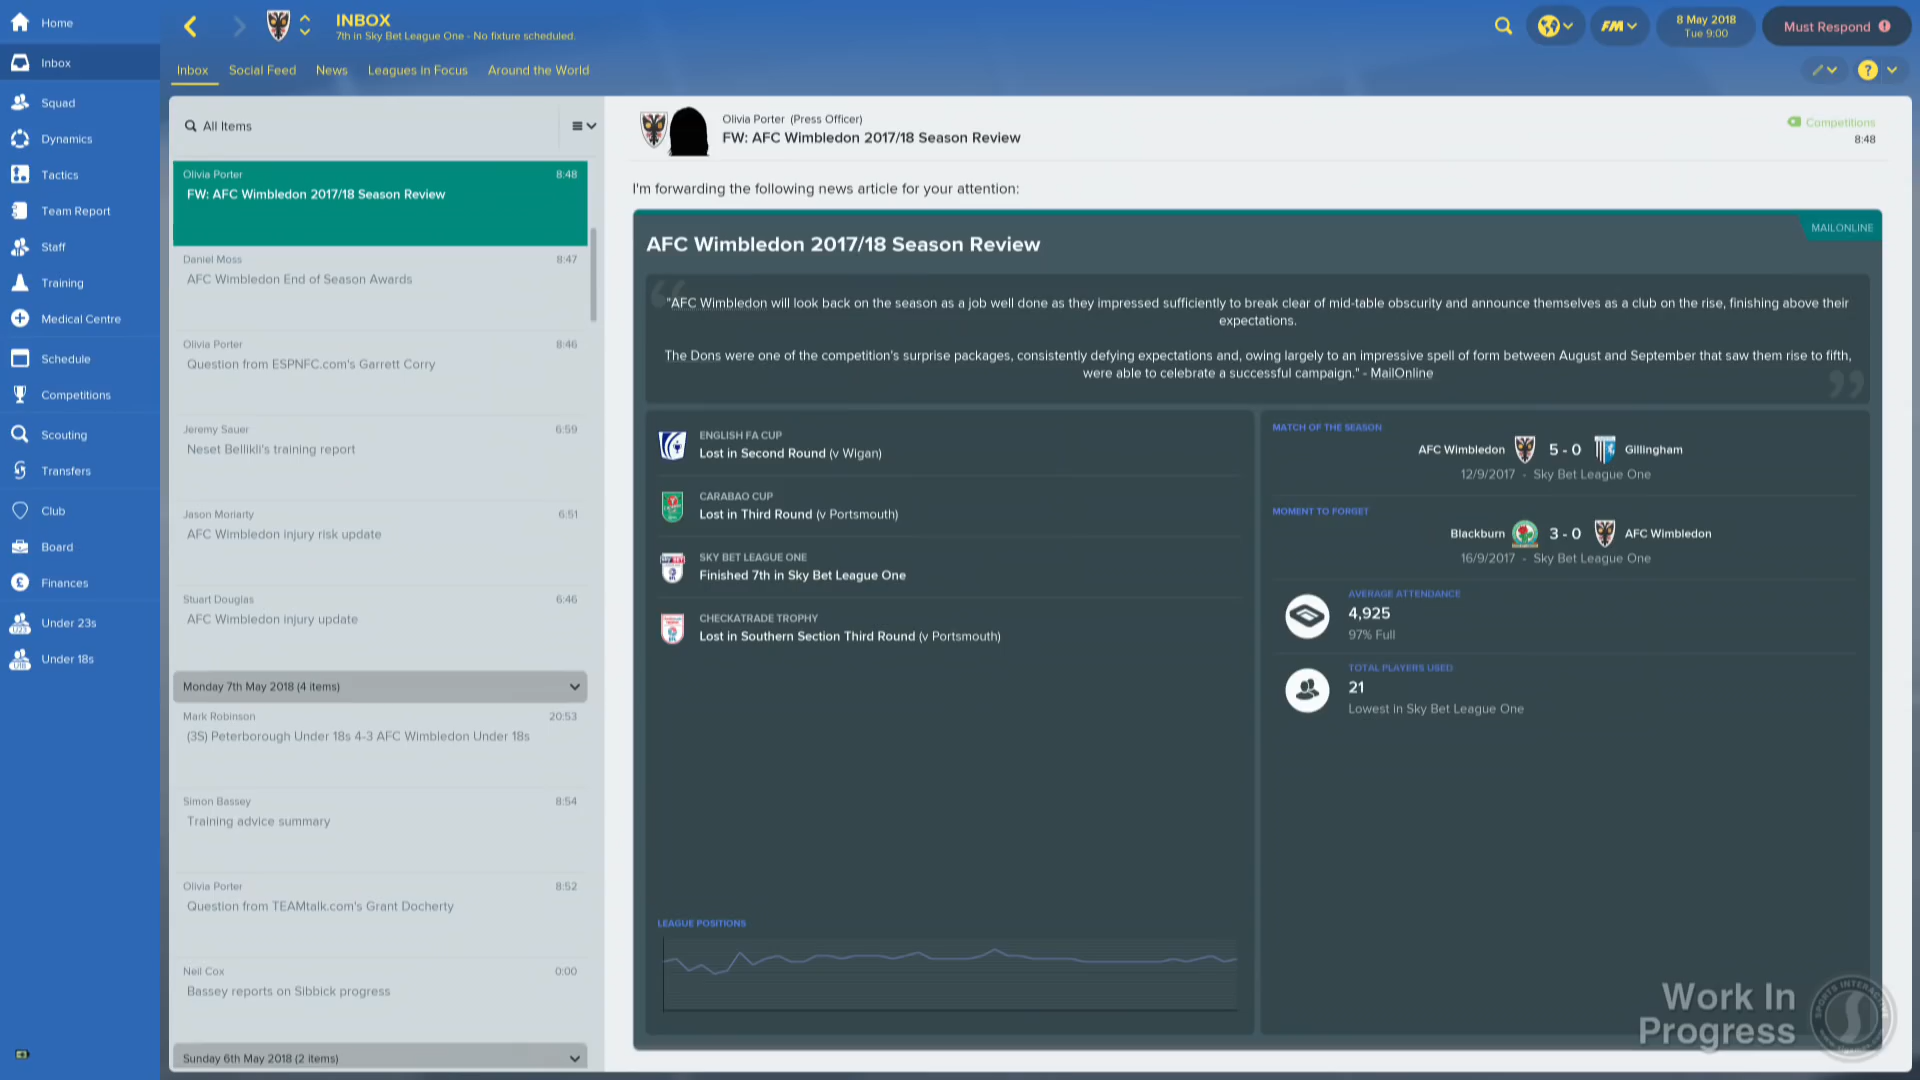 Home
Inbox
Squad
Dynamics
Tactics
Team Report
Staff
Training
Medical Centre
Schedule
Competitions
Scouting
Transfers
Club
Board
£
Finances
U23
Under 23s
U18
Under 18s
INBOX
7th in Sky Bet League One - No fixture scheduled.
FM
8 May 2018
Tue 9:00
Must Respond
Inbox
Social Feed
News
Leagues in Focus
Around the World
?
All Items
Olivia Porter 8:48
FW: AFC Wimbledon 2017/18 Season Review
Daniel Moss 8:47
AFC Wimbledon End of Season Awards
Olivia Porter 8:46
Question from ESPNFC.com's Garrett Corry
Jeremy Sauer 6:59
Neset Bellikli's training report
Jason Moriarty 6:51
AFC Wimbledon injury risk update
Stuart Douglas 6:46
AFC Wimbledon injury update
Monday 7th May 2018 (4 items)
Mark Robinson 20:53
(3S) Peterborough Under 18s 4-3 AFC Wimbledon Under 18s
Simon Bassey 8:54
Training advice summary
Olivia Porter 8:52
Question from TEAMtalk.com's Grant Docherty
Neil Cox 0:00
Bassey reports on Sibbick progress
Sunday 6th May 2018 (2 items)
Olivia Porter (Press Officer)
FW: AFC Wimbledon 2017/18 Season Review
Competitions
8:48
I'm forwarding the following news article for your attention:
MAILONLINE
AFC Wimbledon 2017/18 Season Review
"AFC Wimbledon will look back on the season as a job well done as they impressed sufficiently to break clear of mid-table obscurity and announce themselves as a club on the rise, finishing above their
expectations.
The Dons were one of the competition's surprise packages, consistently defying expectations and, owing largely to an impressive spell of form between August and September that saw them rise to fifth,
were able to celebrate a successful campaign." - MailOnline
ENGLISH FA CUP
Lost in Second Round (v Wigan)
CARABAO CUP
Lost in Third Round (v Portsmouth)
SKY BET LEAGUE ONE
Finished 7th in Sky Bet League One
CHECKATRADE TROPHY
Lost in Southern Section Third Round (v Portsmouth)
LEAGUE POSITIONS
MATCH OF THE SEASON
AFC Wimbledon 5 - 0 Gillingham
12/9/2017 - Sky Bet League One
MOMENT TO FORGET
Blackburn 3 - 0 AFC Wimbledon
16/9/2017 - Sky Bet League One
AVERAGE ATTENDANCE
4,925
97% Full
TOTAL PLAYERS USED
21
Lowest in Sky Bet League One
Work In
Progress
SPORTS INTERACTIVE